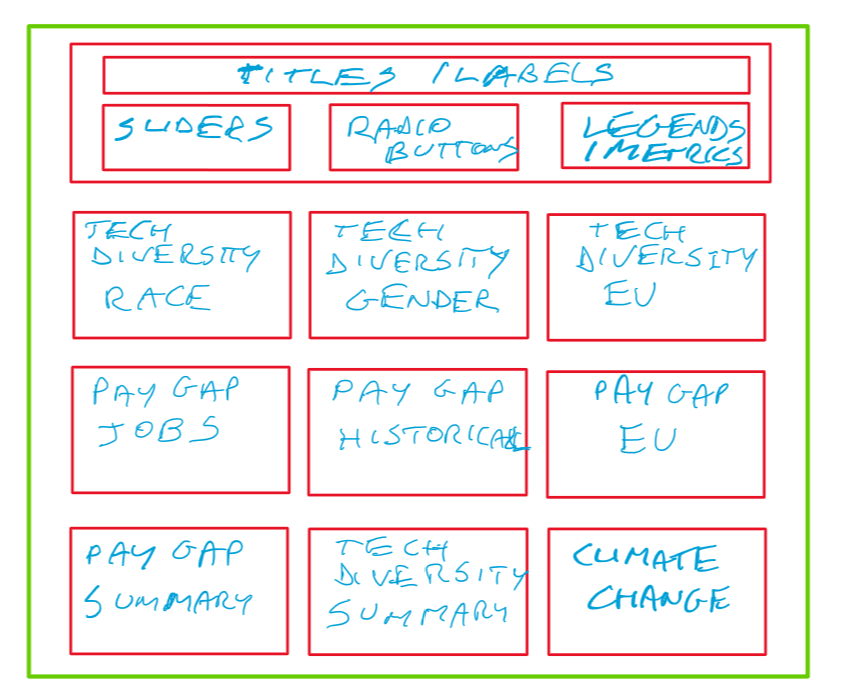 TITLES / LABELS
SLIDERS
RADIO
BUTTONS
LEGENDS
/ METRICS
TECH
DIVERSITY
RACE
TECH
DIVERSITY
GENDER
TECH
DIVERSITY
EU
PAY GAP
JOBS
PAY GAP
HISTORICAL
PAY GAP
EU
PAY GAP
SUMMARY
TECH
DIVERSITY
SUMMARY
CLIMATE
CHANGE